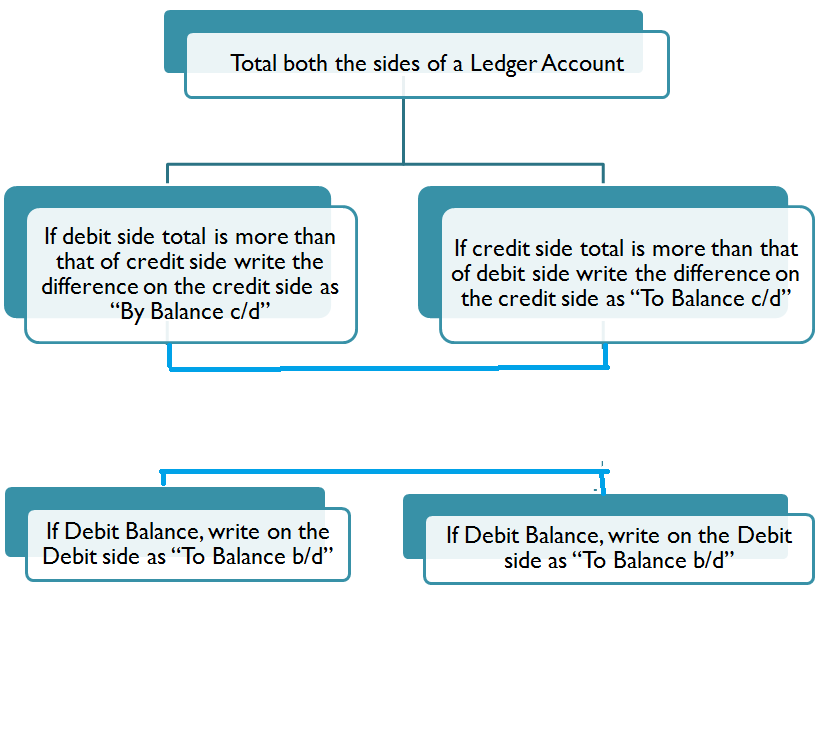 Total both the sides of a Ledger Account
If debit side total is more than
that of credit side write the
difference on the credit side as
“By Balance c/d”
If credit side total is more than that
of debit side write the difference on
the credit side as “To Balance c/d”
If Debit Balance, write on the
Debit side as “To Balance b/d”
If Debit Balance, write on the Debit
side as “To Balance b/d”